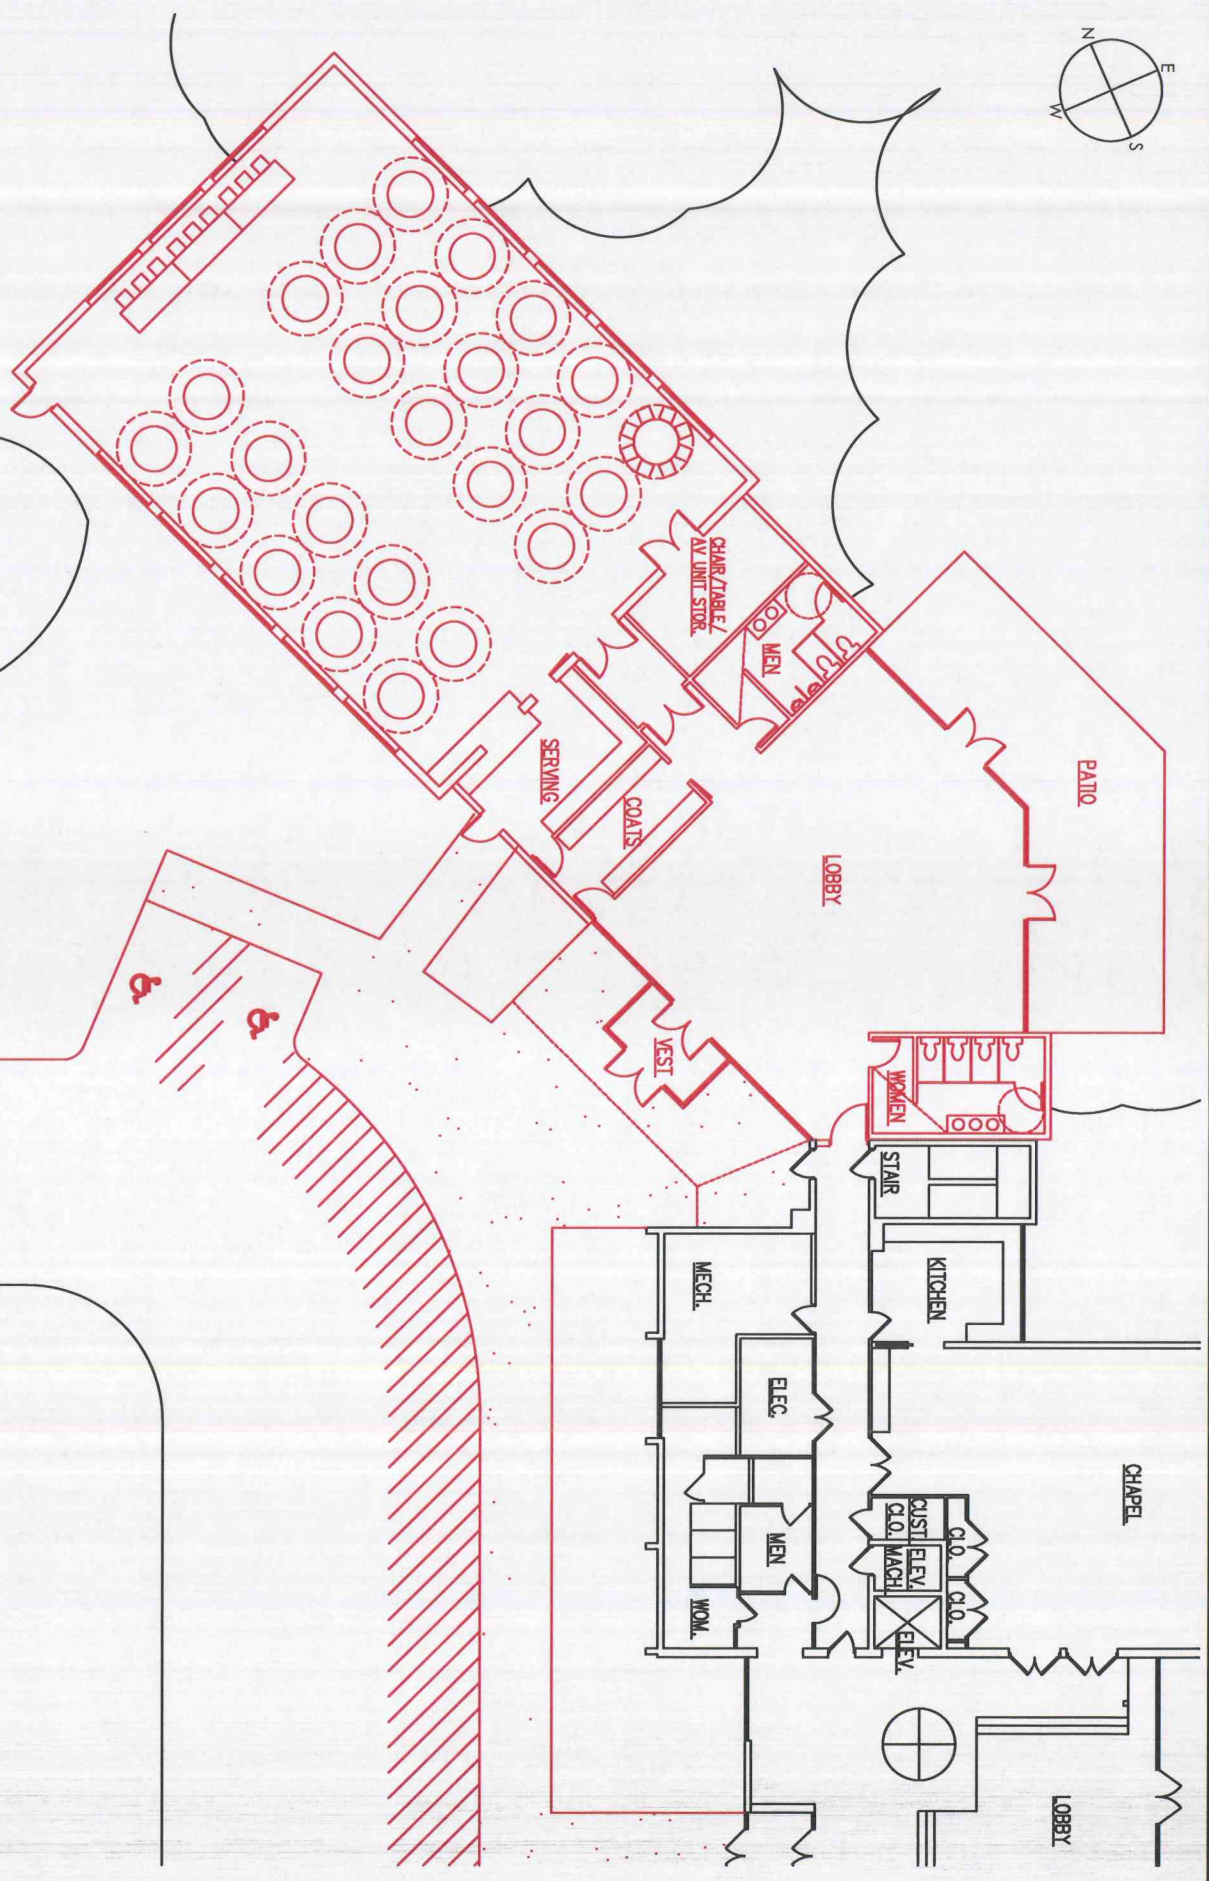 N
E
W
S
CHAIR/TABLE/
AV UNIT STOR.
MEN
PATIO
SERVING
COATS
LOBBY
VEST
WOMEN
STAIR
KITCHEN
MECH.
ELEC.
CHAPEL
MEN
WOM.
CUST.
CLO.
ELEV.
MACH.
CLO.
CLO.
ELEV.
LOBBY